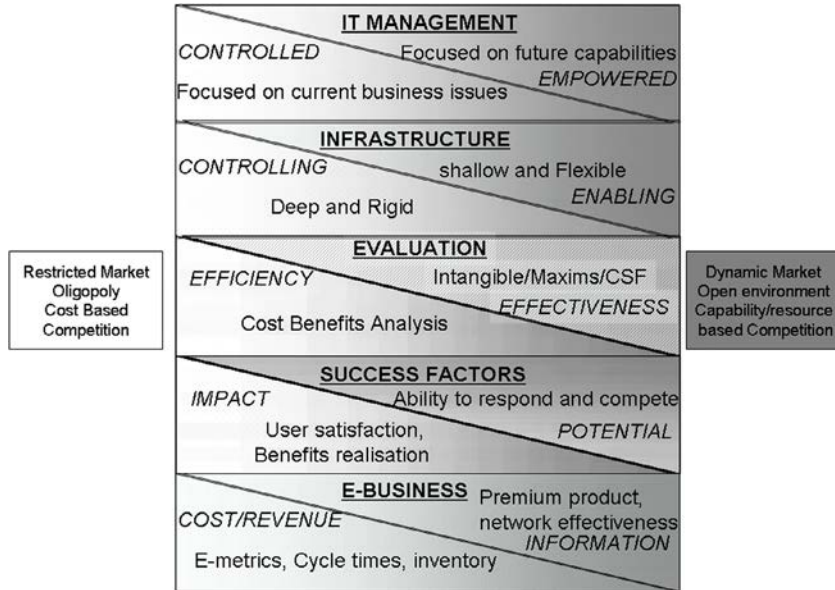 IT MANAGEMENT
CONTROLLED
Focused on future capabilities
EMPOWERED
Focused on current business issues
INFRASTRUCTURE
CONTROLLING
shallow and Flexible
ENABLING
Deep and Rigid
Restricted Market
Oligopoly
Cost Based
Competition
EVALUATION
EFFICIENCY
Intangible/Maxims/CSF
EFFECTIVENESS
Cost Benefits Analysis
Dynamic Market
Open environment
Capability/resource
based Competition
SUCCESS FACTORS
IMPACT
Ability to respond and compete
User satisfaction,
Benefits realisation
POTENTIAL
E-BUSINESS
COST/REVENUE
Premium product,
network effectiveness
INFORMATION
E-metrics, Cycle times, inventory